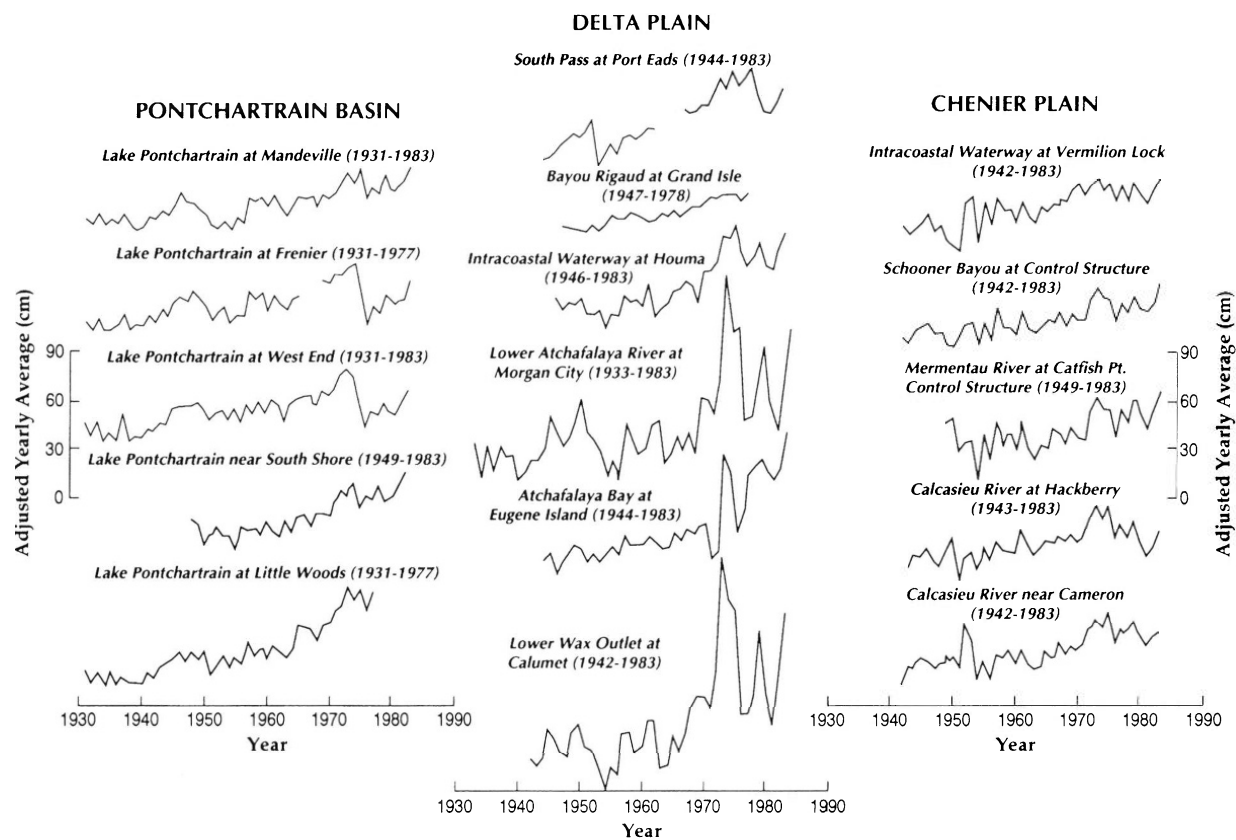 DELTA PLAIN
South Pass at Port Eads (1944-1983)
Bayou Rigaud at Grand Isle
(1947-1978)
Intracoastal Waterway at Houma
(1946-1983)
Lower Atchafalaya River at
Morgan City (1933-1983)
Atchafalaya Bay at
Eugene Island (1944-1983)
Lower Wax Outlet at
Calumet (1942-1983)
1930 1940 1950 1960 1970 1980 1990
Year
PONTCHARTRAIN BASIN
Lake Pontchartrain at Mandeville (1931-1983)
Lake Pontchartrain at Frenier (1931-1977)
Lake Pontchartrain at West End (1931-1983)
Lake Pontchartrain near South Shore (1949-1983)
Lake Pontchartrain at Little Woods (1931-1977)
Adjusted Yearly Average (cm)
90
60
30
0
1930 1940 1950 1960 1970 1980 1990
Year
CHENIER PLAIN
Intracoastal Waterway at Vermilion Lock
(1942-1983)
Schooner Bayou at Control Structure
(1942-1983)
Mermentau River at Catfish Pt.
Control Structure (1949-1983)
Calcasieu River at Hackberry
(1943-1983)
Calcasieu River near Cameron
(1942-1983)
90
60
30
0
Adjusted Yearly Average (cm)
1930 1940 1950 1960 1970 1980 1990
Year